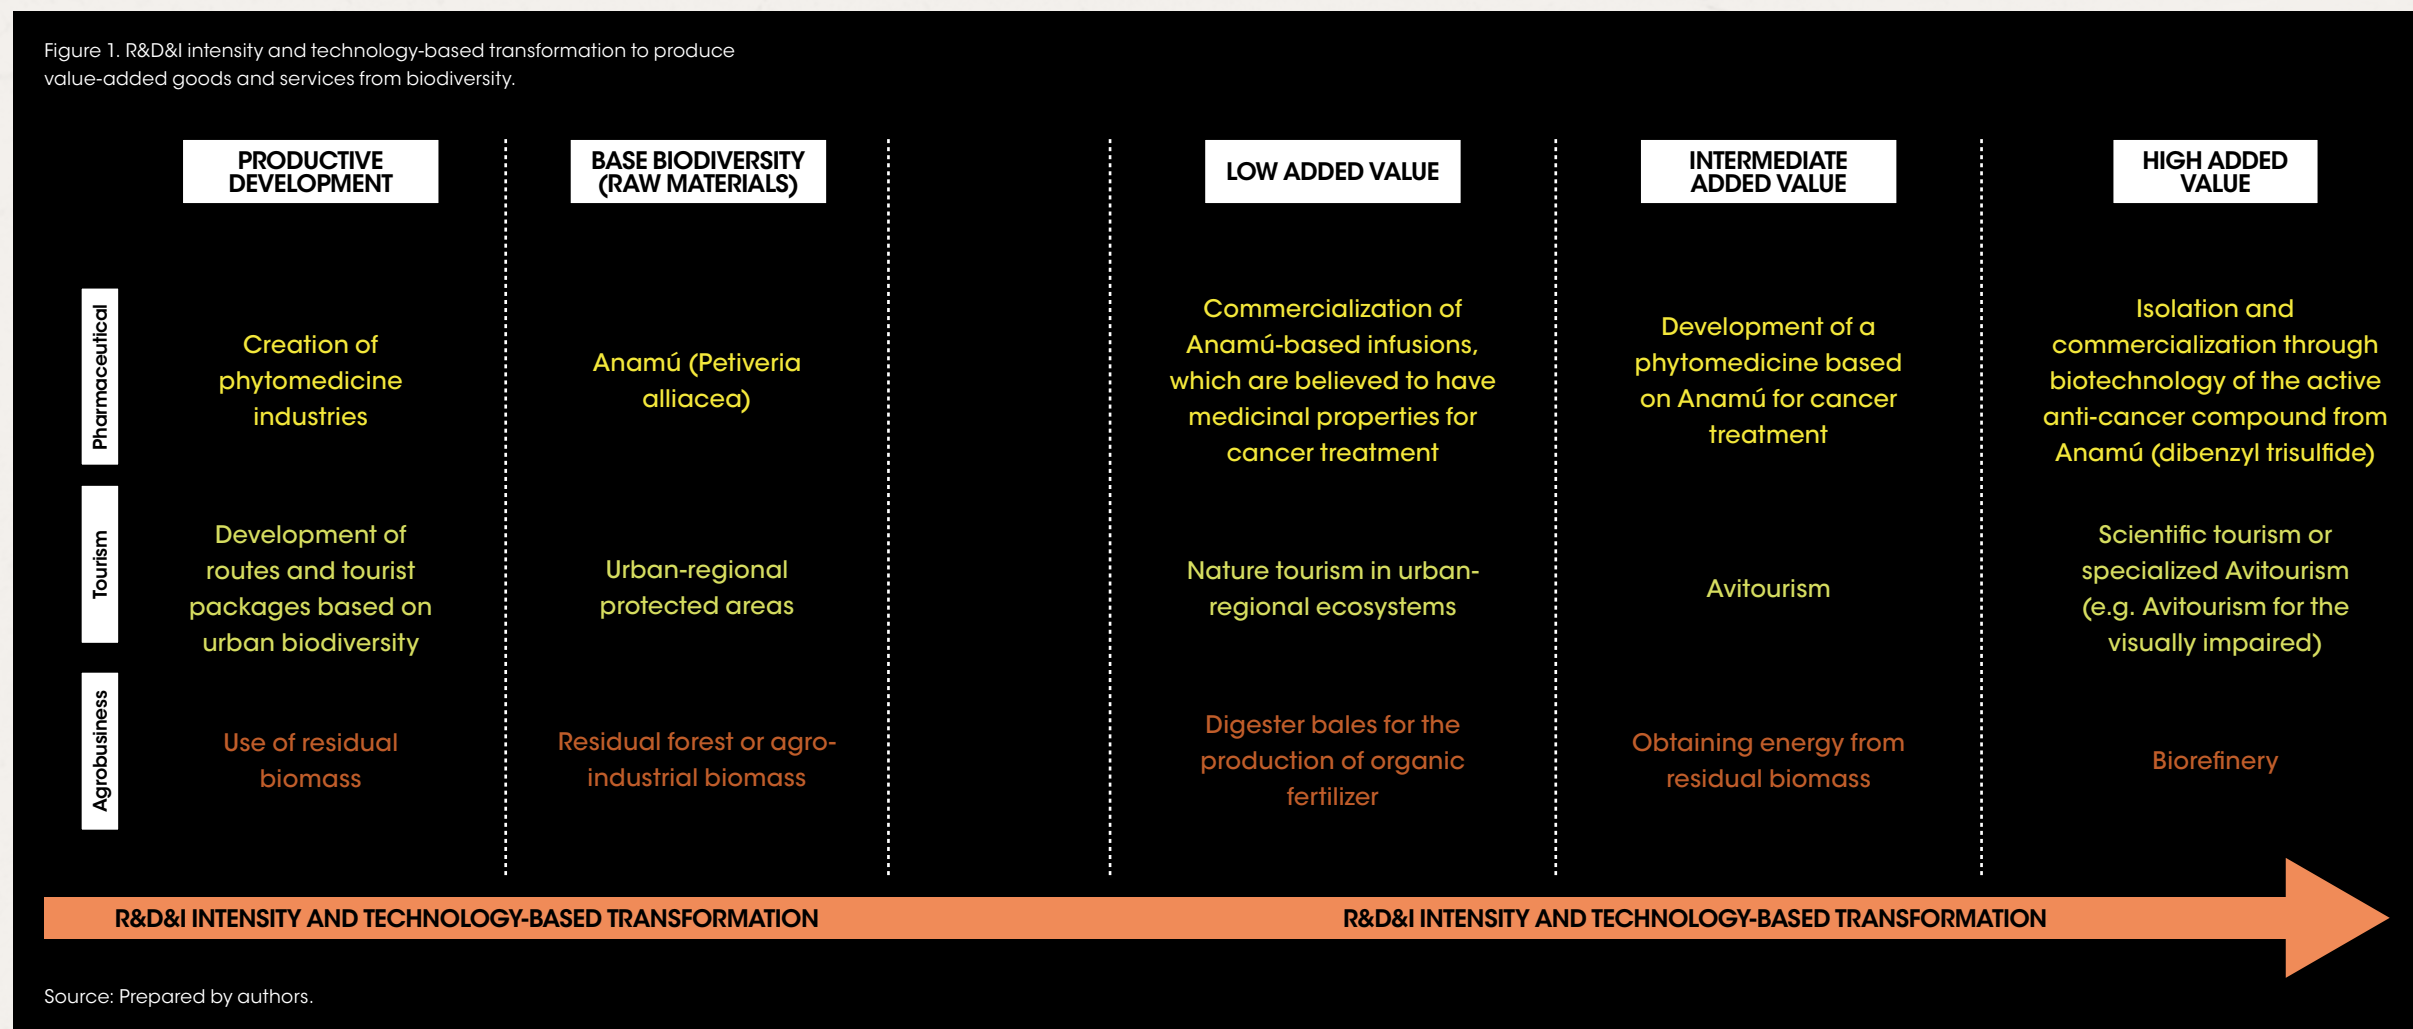 Figure 1. R&D&I intensity and technology-based transformation to produce
value-added goods and services from biodiversity.
PRODUCTIVE
DEVELOPMENT
BASE BIODIVERSITY
(RAW MATERIALS)
LOW ADDED VALUE
INTERMEDIATE
ADDED VALUE
HIGH ADDED
VALUE
Pharmaceutical
Creation of
phytomedicine
industries
Anamú (Petiveria
alliacea)
Commercialization of
Anamú-based infusions,
which are believed to have
medicinal properties for
cancer treatment
Development of a
phytomedicine based
on Anamú for cancer
treatment
Isolation and
commercialization through
biotechnology of the active
anti-cancer compound from
Anamú (dibenzyl trisulfide)
Tourism
Development of
routes and tourist
packages based on
urban biodiversity
Urban-regional
protected areas
Nature tourism in urban-
regional ecosystems
Avitourism
Scientific tourism or
specialized Avitourism
(e.g. Avitourism for the
visually impaired)
Agrobusiness
Use of residual
biomass
Residual forest or agro-
industrial biomass
Digester bales for the
production of organic
fertilizer
Obtaining energy from
residual biomass
Biorefinery
R&D&I INTENSITY AND TECHNOLOGY-BASED TRANSFORMATION
R&D&I INTENSITY AND TECHNOLOGY-BASED TRANSFORMATION
Source: Prepared by authors.